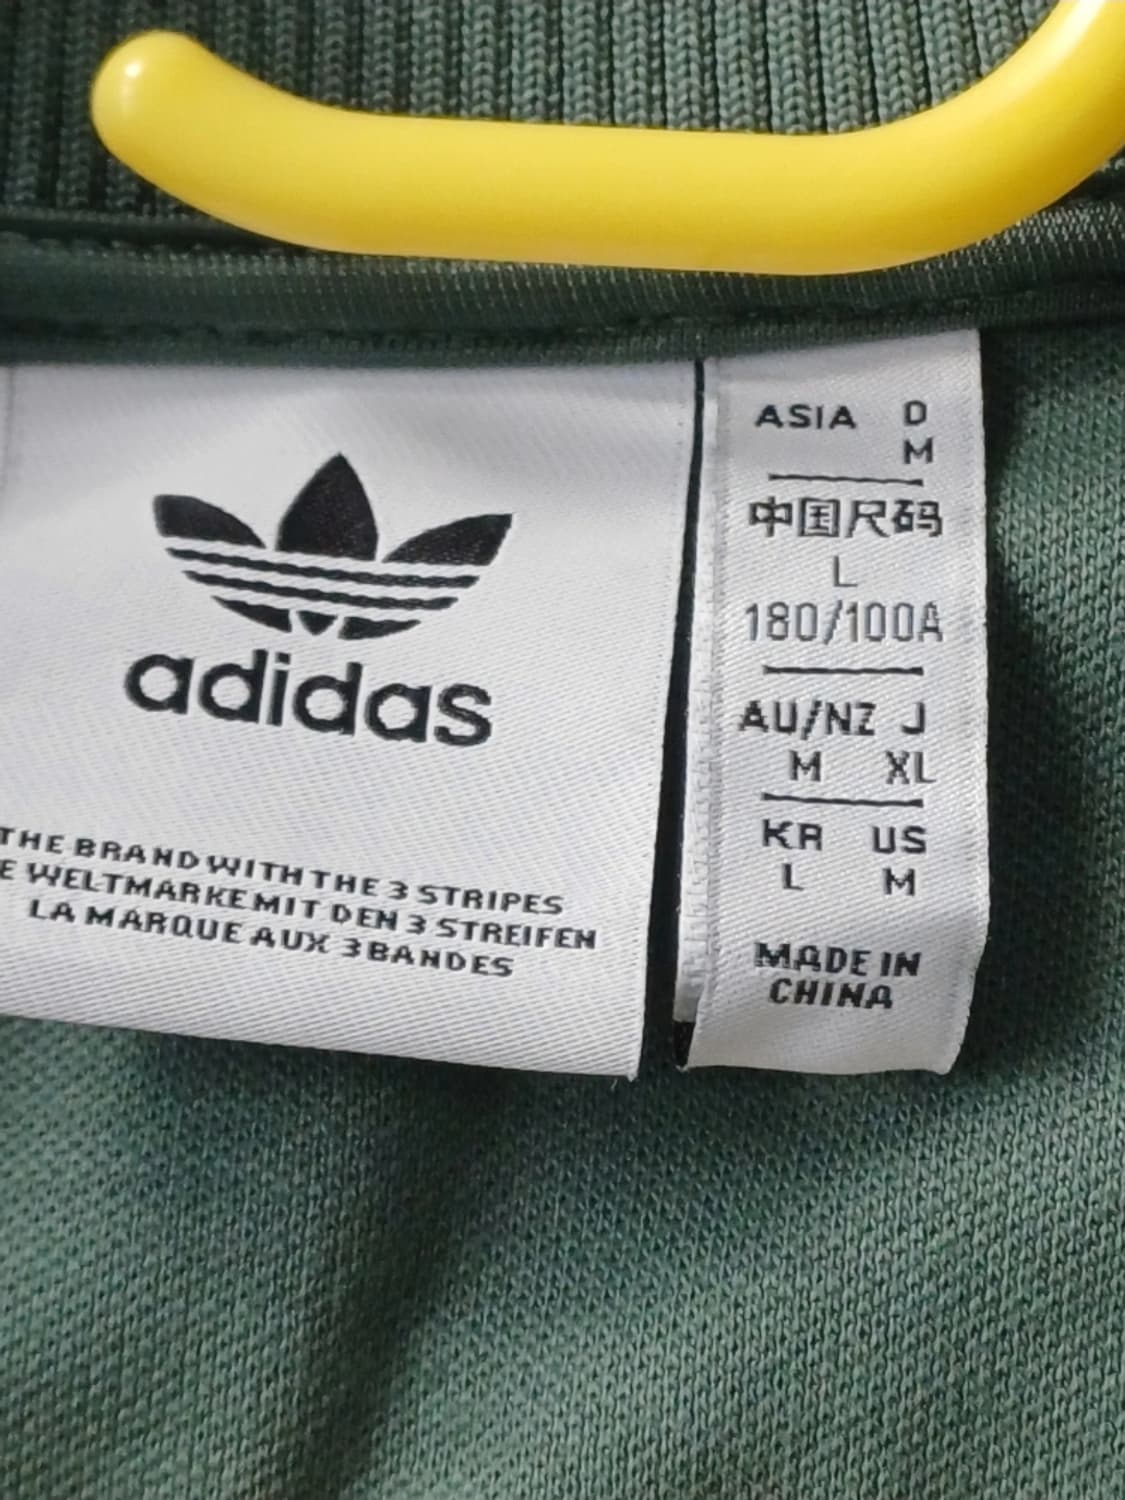 adidas
THE BRAND WITH THE 3 STRIPES
E WELTMARKE MIT DEN 3 STREIFEN
LA MARQUE AUX 3 BANDES
ASIA D
M
中国尺码
L
180/100A
AU/NZ J
M XL
KR US
L M
MADE IN
CHINA